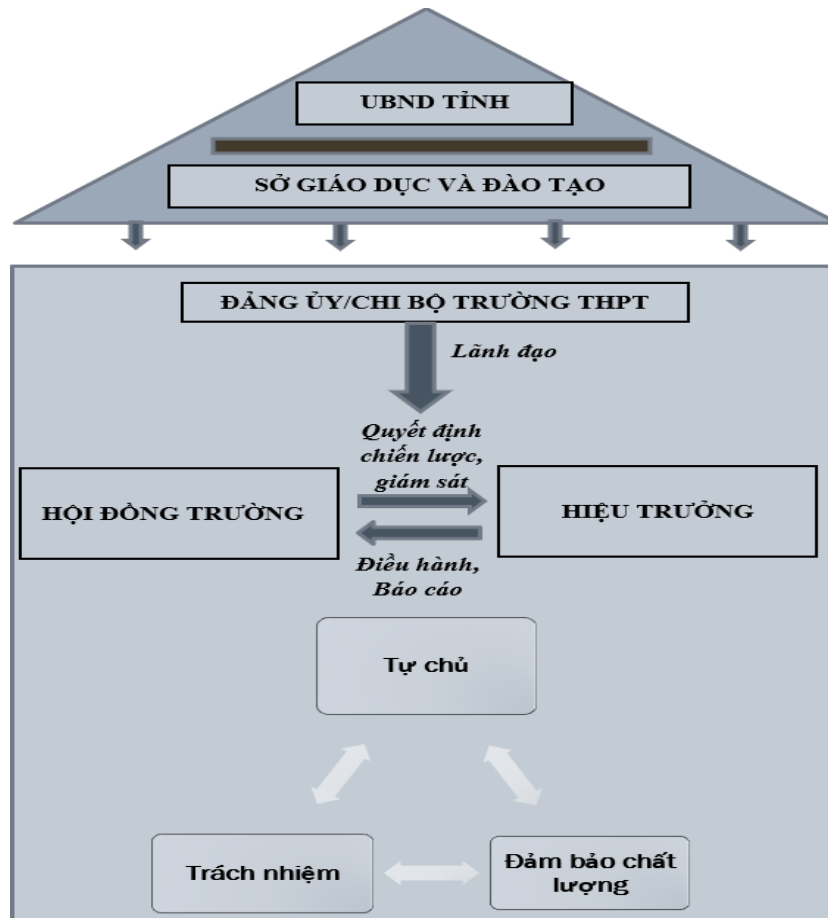 UBND TỈNH
SỞ GIÁO DỤC VÀ ĐÀO TẠO
ĐẢNG ỦY/CHI BỘ TRƯỜNG THPT
Lãnh đạo
Quyết định
chiến lược,
giám sát
HỘI ĐỒNG TRƯỜNG
HIỆU TRƯỞNG
Điều hành,
Báo cáo
Tự chủ
Trách nhiệm
Đảm bảo chất
lượng